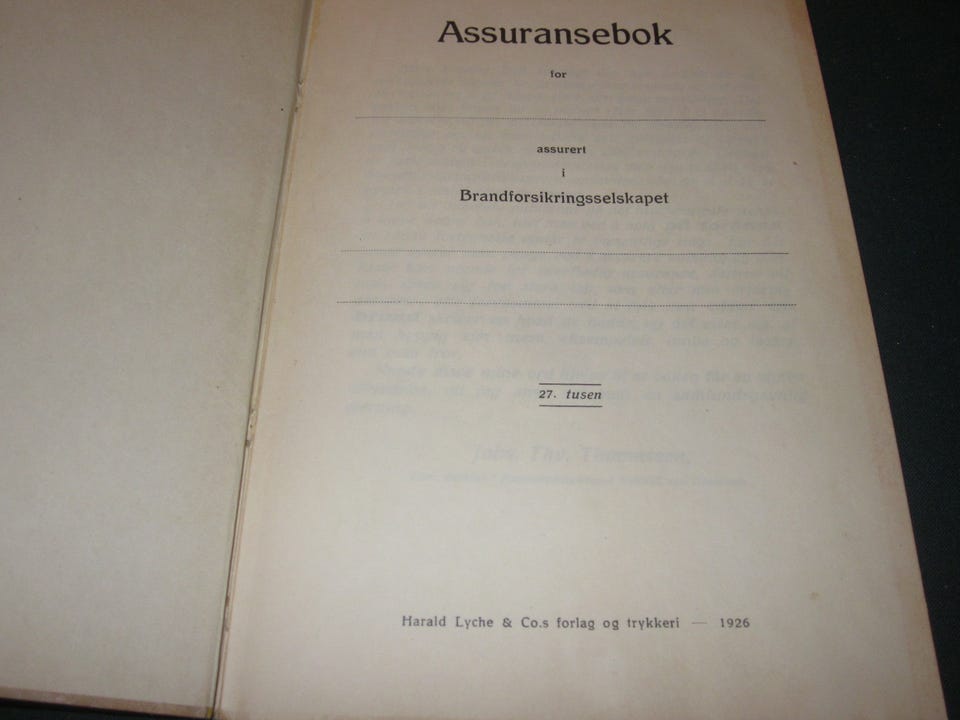 Assuransebok
for
assurert
i
Brandforsikringsselskapet
27. tusen
Harald Lyche & Co.s forlag og trykkeri — 1926